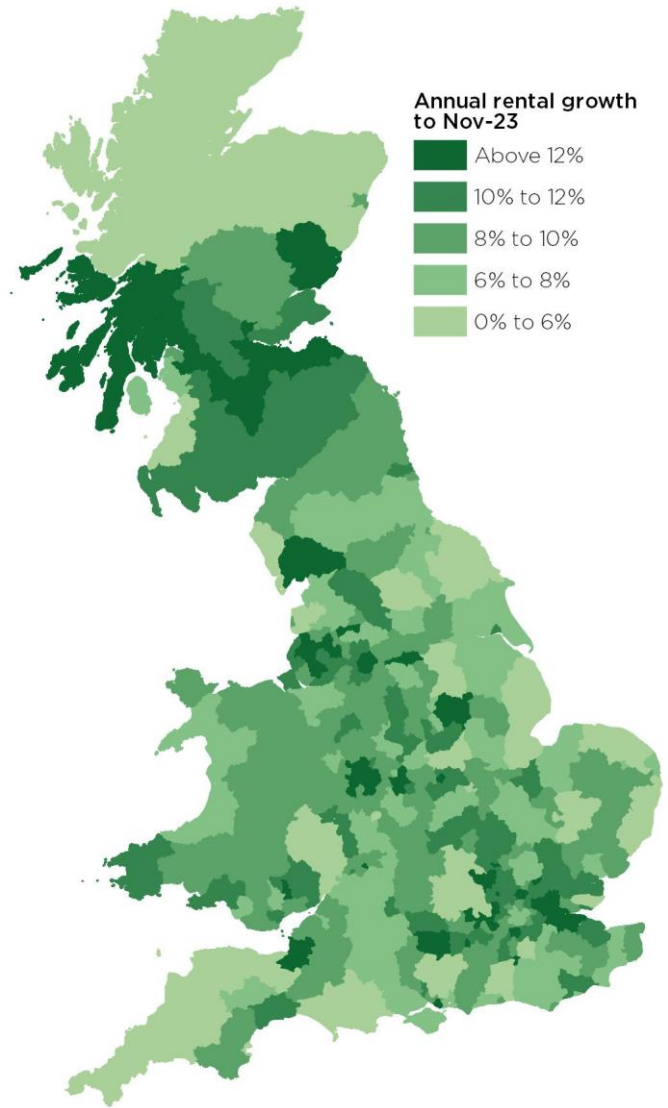 Annual rental growth
to Nov-23
Above 12%
10% to 12%
8% to 10%
6% to 8%
0% to 6%